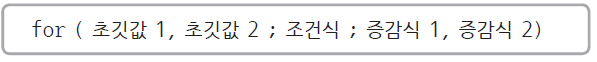 for ( 초깃값 1, 초깃값 2 ; 조건식 ; 증감식 1, 증감식 2)